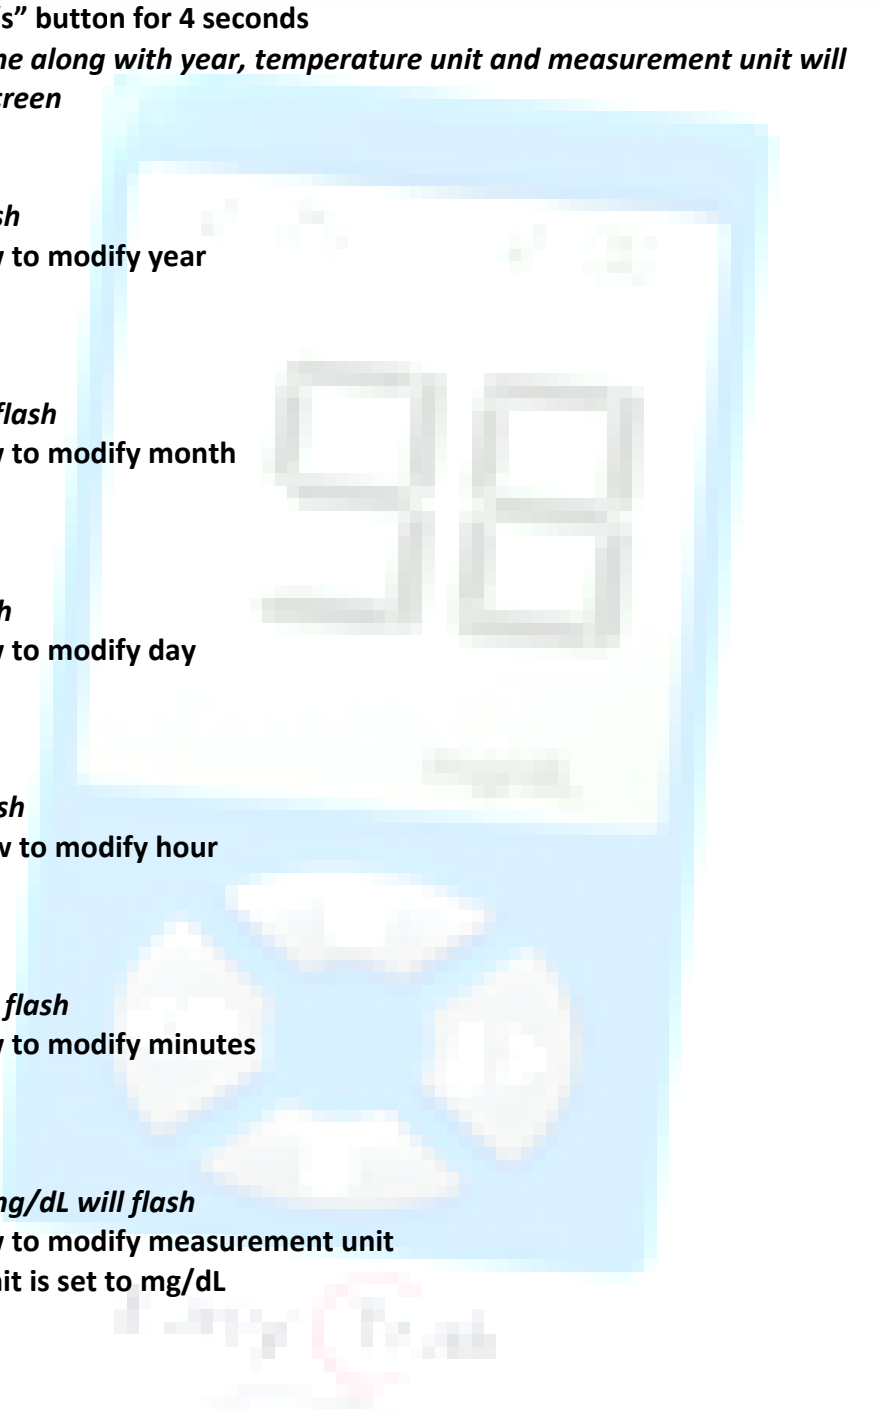 s” button for 4 seconds
ne along with year, temperature unit and measurement unit will
creen
sh
y to modify year
flash
y to modify month
98
h
y to modify day
sh
w to modify hour
flash
y to modify minutes
mg/dL will flash
y to modify measurement unit
nit is set to mg/dL